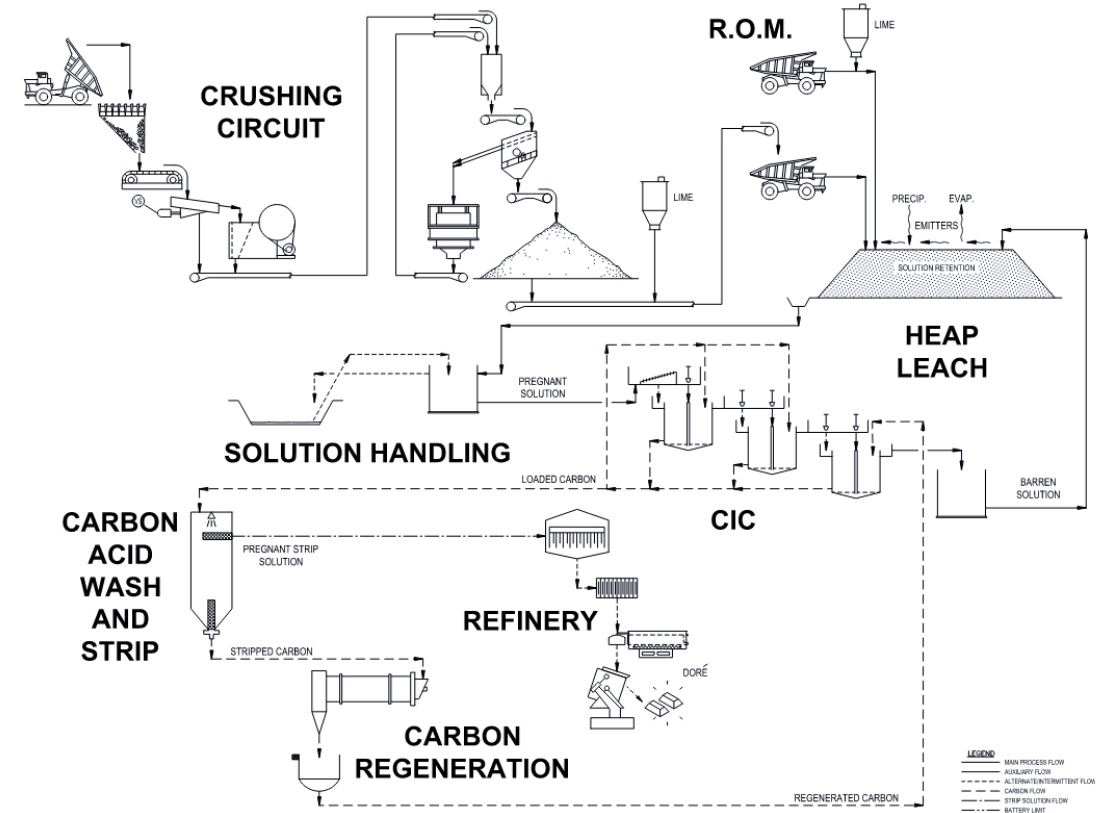 R.O.M.
LIME
CRUSHING
CIRCUIT
VS
LIME
PRECIP.
EVAP.
EMITTERS
SOLUTION RETENTION
HEAP
LEACH
PREGNANT
SOLUTION
SOLUTION HANDLING
LOADED CARBON
BARREN
SOLUTION
CIC
CARBON
ACID
WASH
AND
STRIP
PREGNANT STRIP
SOLUTION
REFINERY
STRIPPED CARBON
DORÉ
CARBON
REGENERATION
REGENERATED CARBON
LEGEND
MAIN PROCESS FLOW
AUXILIARY FLOW
ALTERNATE/INTERMITTENT FLOW
CARBON FLOW
STRIP SOLUTION FLOW
BATTERY LIMIT